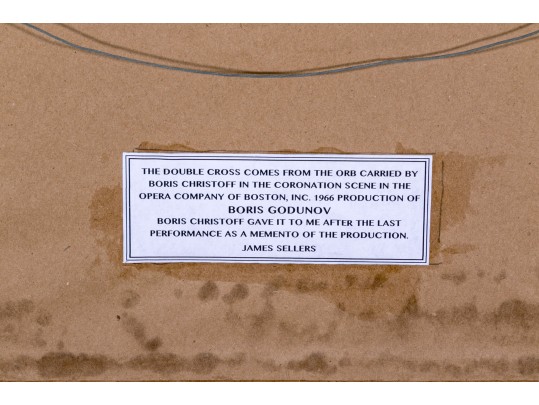 THE DOUBLE CROSS COMES FROM THE ORB CARRIED BY
BORIS CHRISTOFF IN THE CORONATION SCENE IN THE
OPERA COMPANY OF BOSTON, INC. 1966 PRODUCTION OF
BORIS GODUNOV
BORIS CHRISTOFF GAVE IT TO ME AFTER THE LAST
PERFORMANCE AS A MEMENTO OF THE PRODUCTION.
JAMES SELLERS